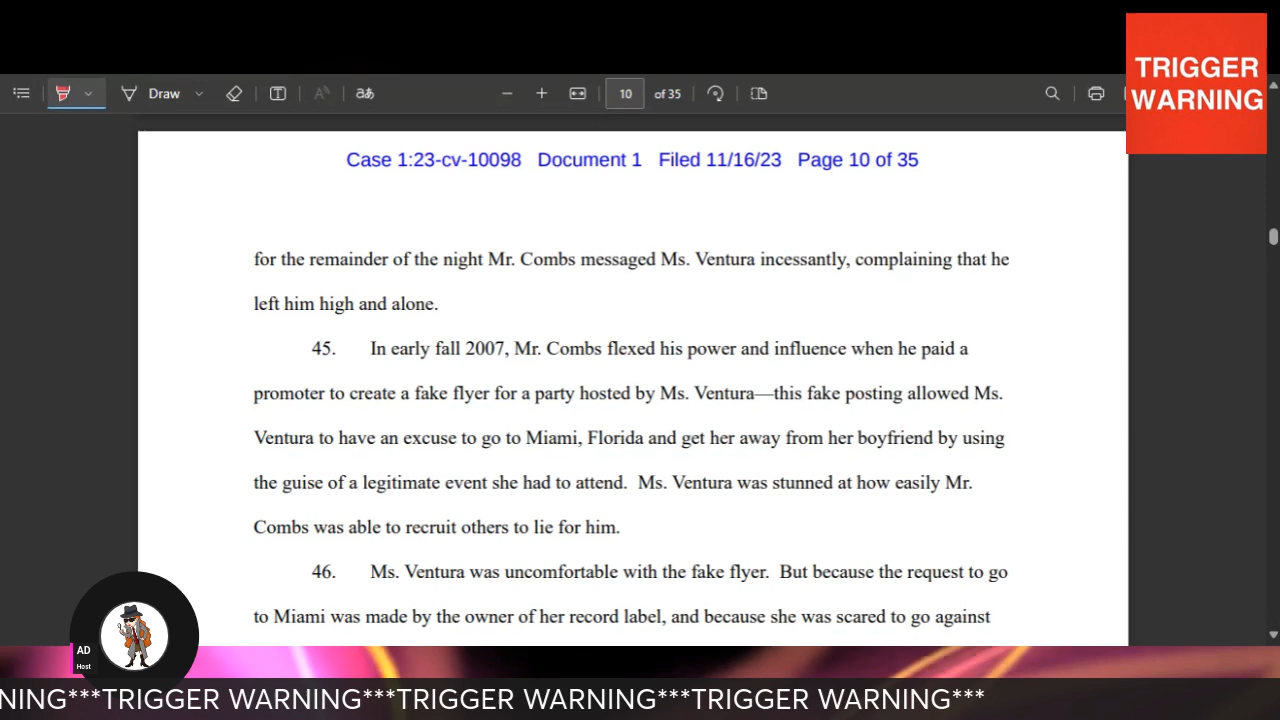 TRIGGER
WARNING
Draw
aあ
10 of 35
Case 1:23-cv-10098 Document 1 Filed 11/16/23 Page 10 of 35
for the remainder of the night Mr. Combs messaged Ms. Ventura incessantly, complaining that he
left him high and alone.
45. In early fall 2007, Mr. Combs flexed his power and influence when he paid a
promoter to create a fake flyer for a party hosted by Ms. Ventura—this fake posting allowed Ms.
Ventura to have an excuse to go to Miami, Florida and get her away from her boyfriend by using
the guise of a legitimate event she had to attend. Ms. Ventura was stunned at how easily Mr.
Combs was able to recruit others to lie for him.
46. Ms. Ventura was uncomfortable with the fake flyer. But because the request to go
to Miami was made by the owner of her record label, and because she was scared to go against
AD
Host
NING***TRIGGER WARNING***TRIGGER WARNING***TRIGGER WARNING***